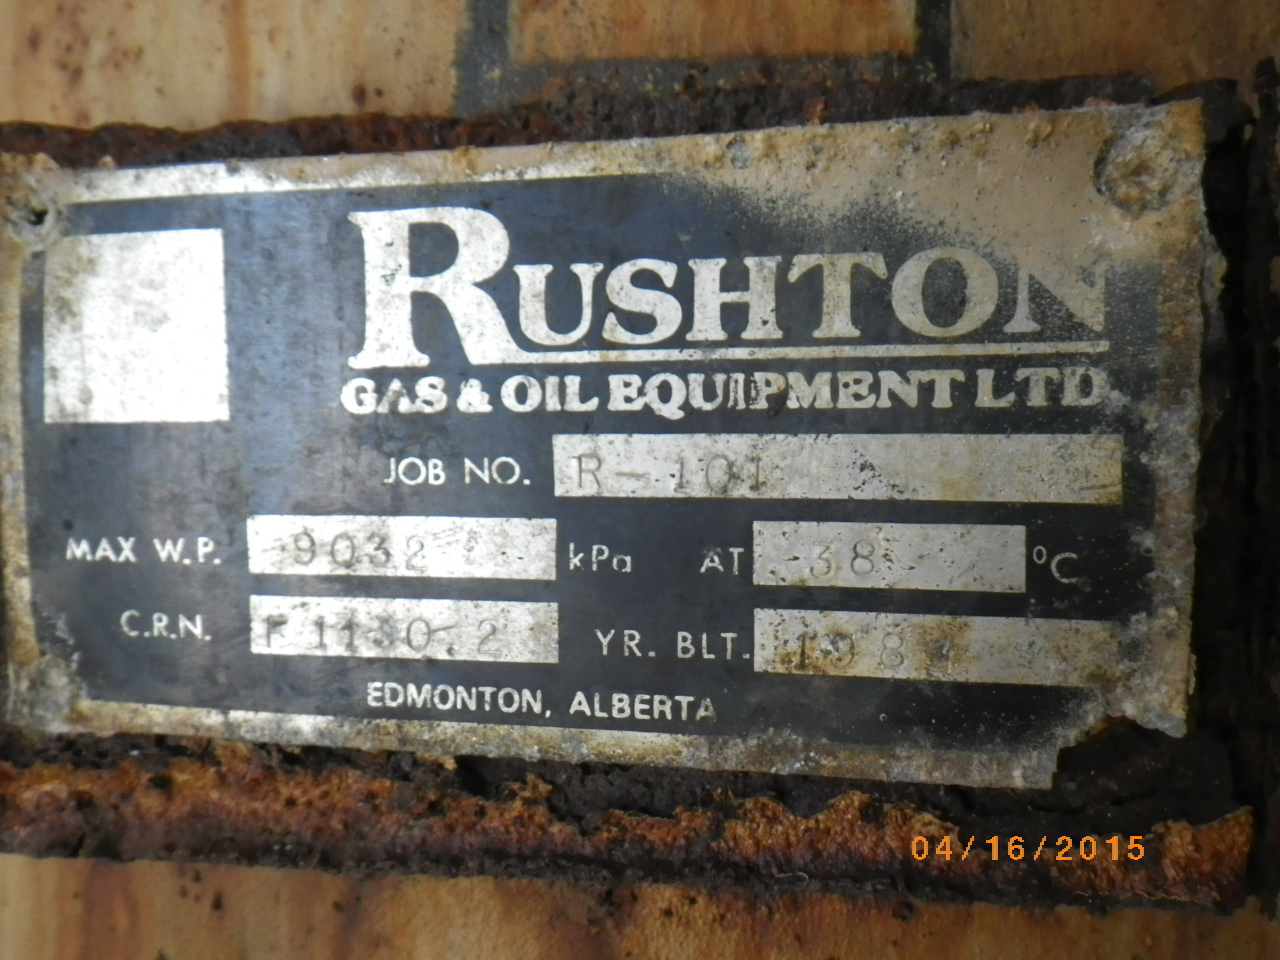 RUSHTON
GAS & OIL EQUIPMENT LTD.
JOB NO. R-101
MAX W.P. 9032 kPa AT 38 °C
C.R.N. F1130.2 YR. BLT.
EDMONTON, ALBERTA
04/16/2015